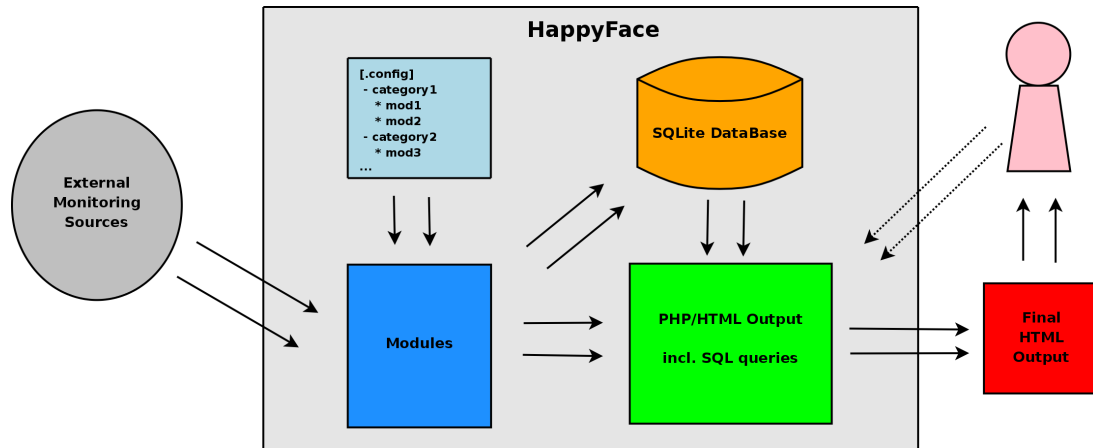 HappyFace
[.config]
- category1
* mod1
* mod2
- category2
* mod3
...
SQLite DataBase
External
Monitoring
Sources
Modules
PHP/HTML Output
incl. SQL queries
Final
HTML
Output